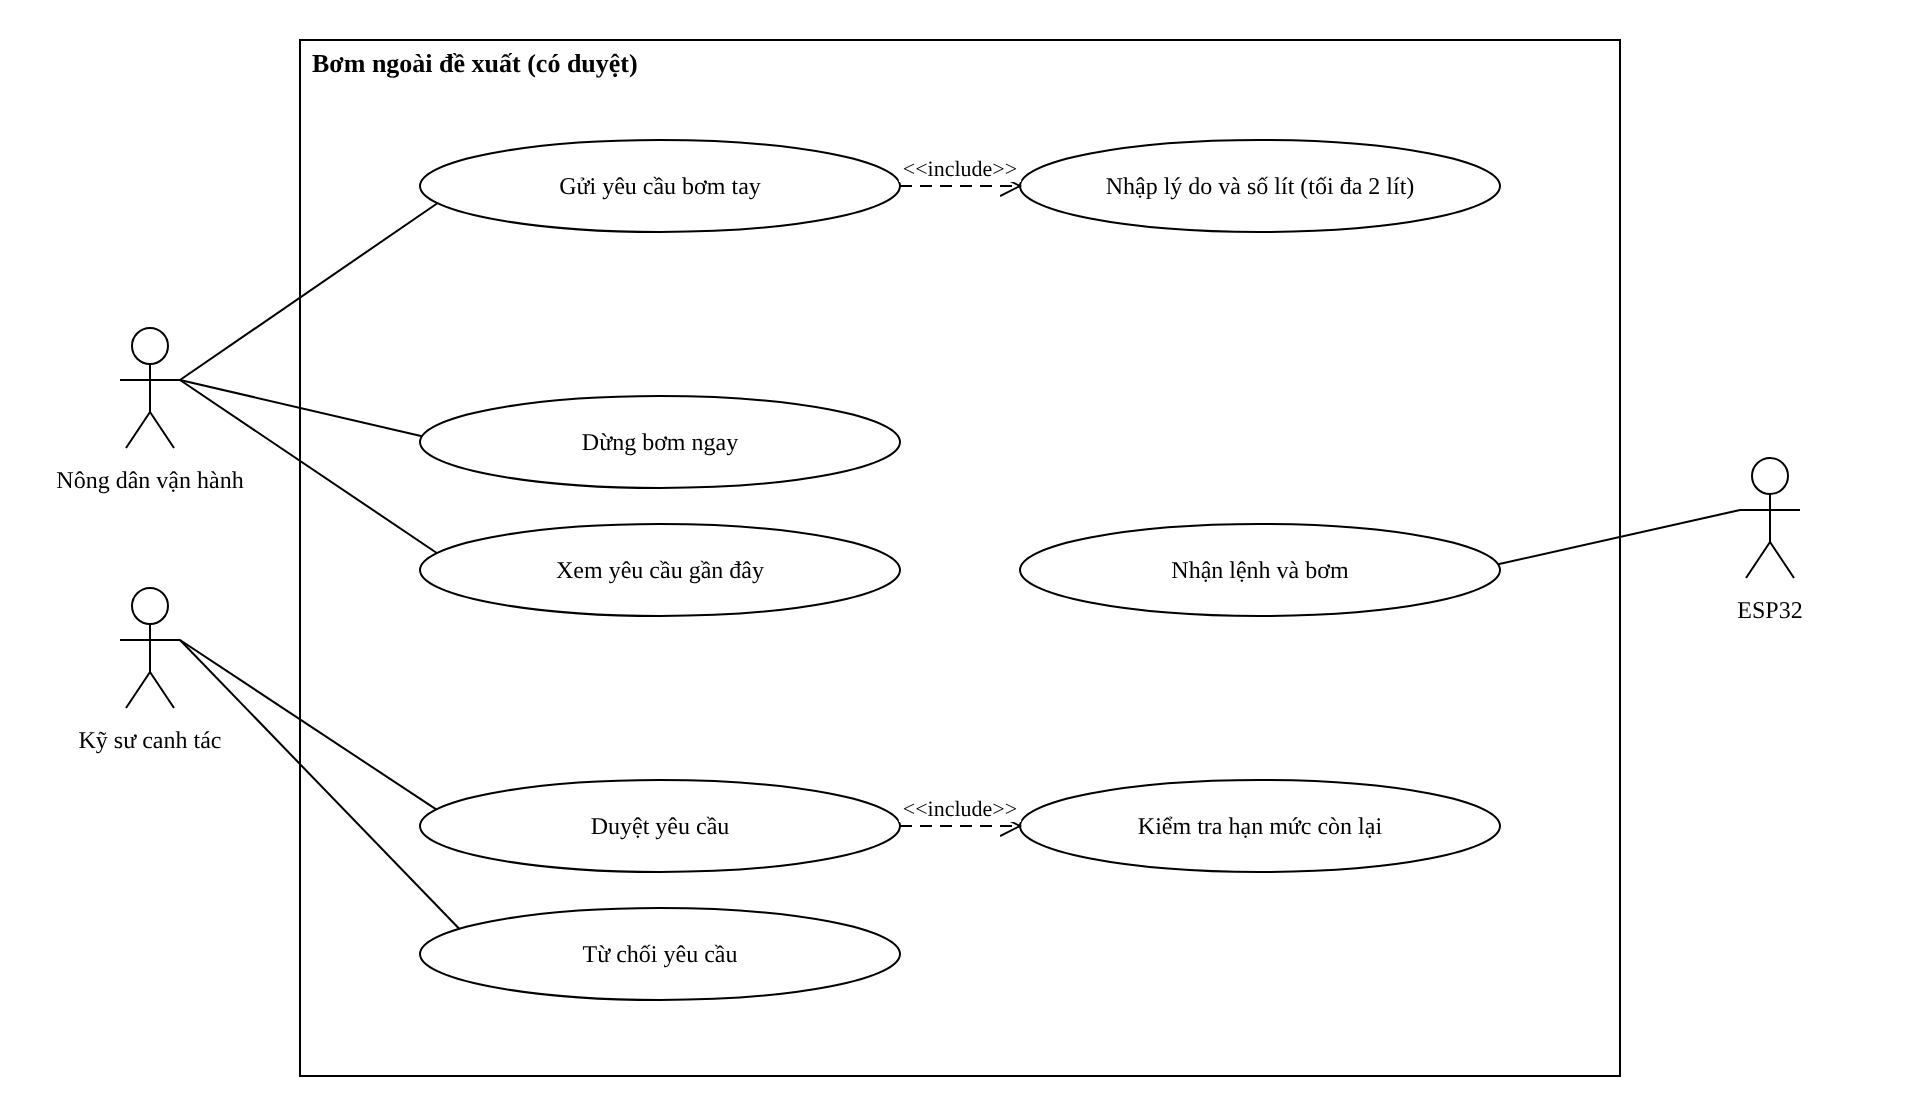 Bơm ngoài đề xuất (có duyệt)
Gửi yêu cầu bơm tay
<<include>>
Nhập lý do và số lít (tối đa 2 lít)
Dừng bơm ngay
Nông dân vận hành
Xem yêu cầu gần đây
Nhận lệnh và bơm
ESP32
Kỹ sư canh tác
Duyệt yêu cầu
<<include>>
Kiểm tra hạn mức còn lại
Từ chối yêu cầu